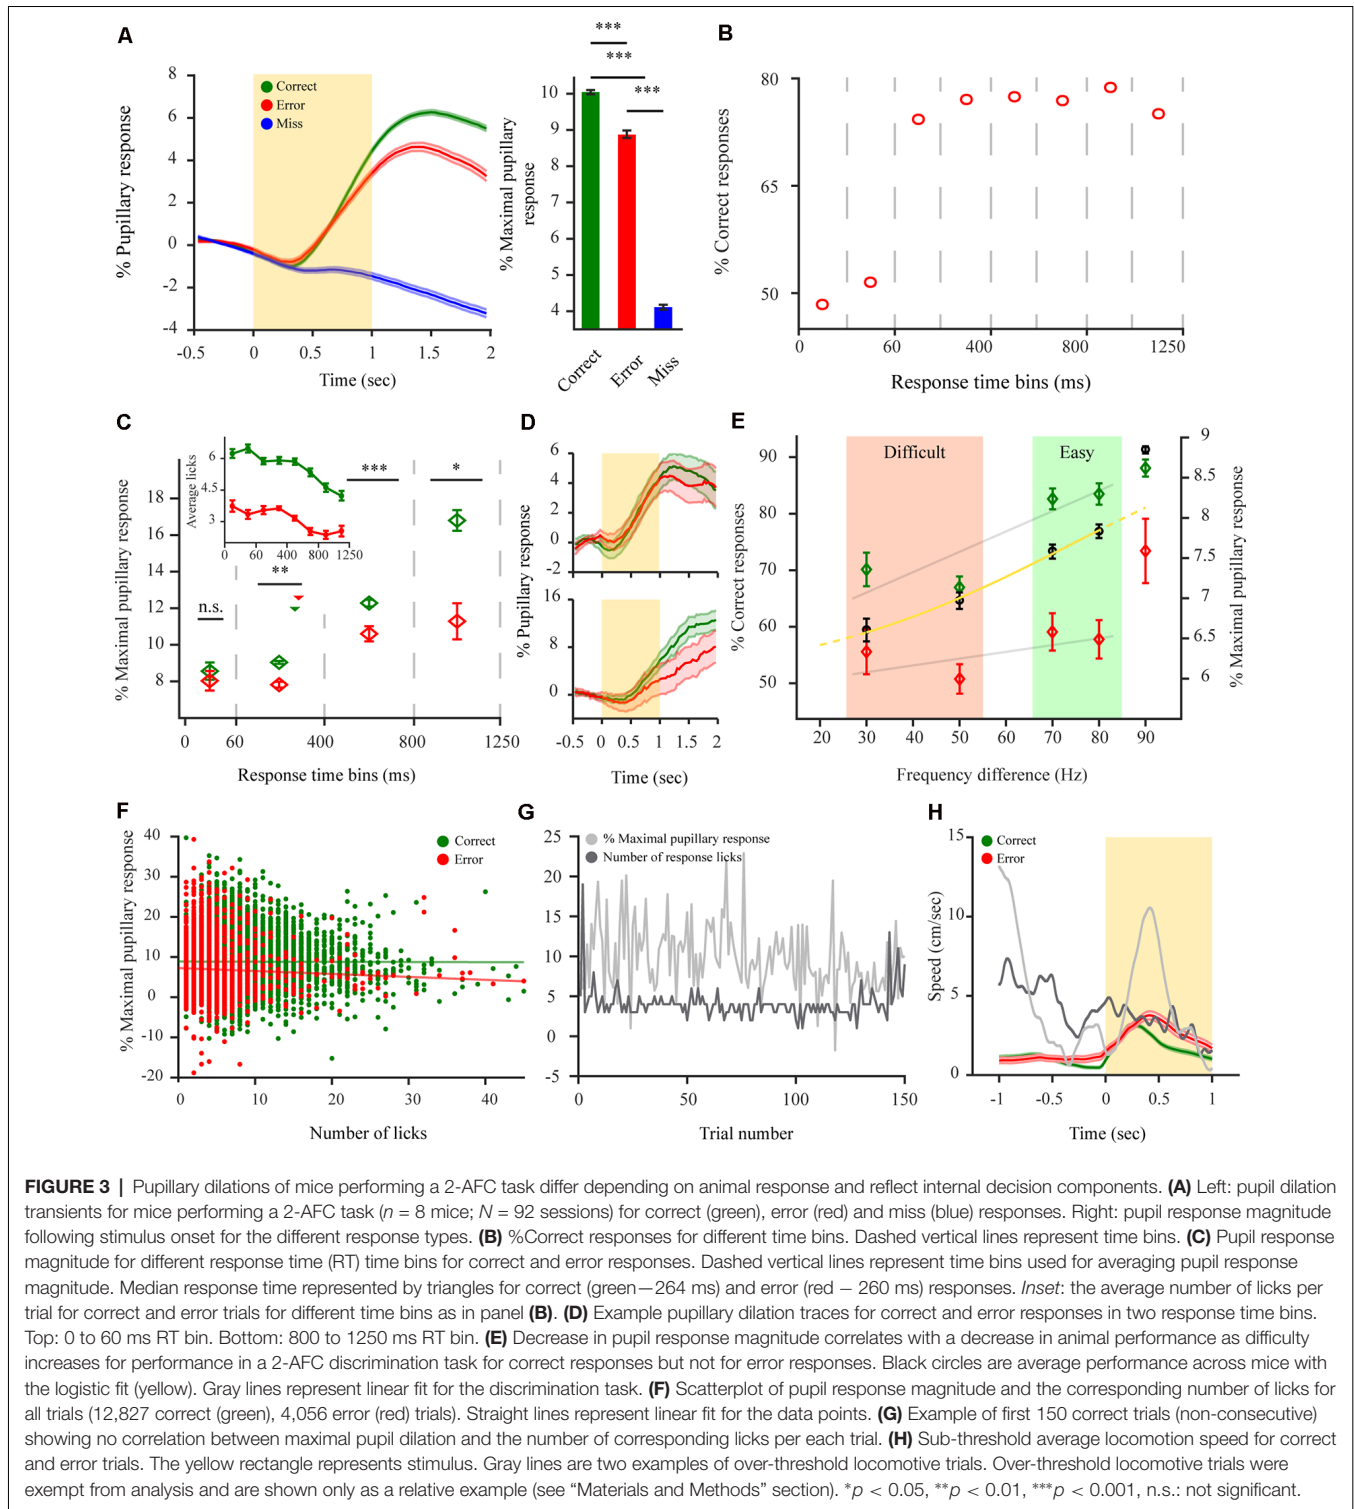 A
8
6
4
2
0
-2
-4
% Pupillary response
Correct
Error
Miss
-0.5 0 0.5 1 1.5 2
Time (sec)
***
***
***
10
9
8
7
6
5
4
% Maximal pupillary
response
Correct
Error
Miss
B
80
65
50
% Correct responses
0 60 400 800 1250
Response time bins (ms)
C
18
16
14
12
10
8
% Maximal pupillary response
6
4.5
3
Average licks
0 60 400 800 1250
n.s.
**
***
*
0 60 400 800 1250
Response time bins (ms)
D
6
4
2
0
-2
16
8
0
% Pupillary response
-0.5 0 0.5 1 1.5 2
Time (sec)
E
Difficult
Easy
90
80
70
60
50
% Correct responses
9
8.5
8
7.5
7
6.5
6
% Maximal pupillary response
20 30 40 50 60 70 80 90
Frequency difference (Hz)
F
40
30
20
10
0
-10
-20
% Maximal pupillary response
Correct
Error
0 10 20 30 40
Number of licks
G
25
20
15
10
5
0
-5
% Maximal pupillary response
Number of response licks
0 50 100 150
Trial number
H
15
10
5
0
Speed (cm/sec)
Correct
Error
-1 -0.5 0 0.5 1
Time (sec)
FIGURE 3 | Pupillary dilations of mice performing a 2-AFC task differ depending on animal response and reflect internal decision components. (A) Left: pupil dilation
transients for mice performing a 2-AFC task (n = 8 mice; N = 92 sessions) for correct (green), error (red) and miss (blue) responses. Right: pupil response magnitude
following stimulus onset for the different response types. (B) %Correct responses for different time bins. Dashed vertical lines represent time bins. (C) Pupil response
magnitude for different response time (RT) time bins for correct and error responses. Dashed vertical lines represent time bins used for averaging pupil response
magnitude. Median response time represented by triangles for correct (green—264 ms) and error (red – 260 ms) responses. Inset: the average number of licks per
trial for correct and error trials for different time bins as in panel (B). (D) Example pupillary dilation traces for correct and error responses in two response time bins.
Top: 0 to 60 ms RT bin. Bottom: 800 to 1250 ms RT bin. (E) Decrease in pupil response magnitude correlates with a decrease in animal performance as difficulty
increases for performance in a 2-AFC discrimination task for correct responses but not for error responses. Black circles are average performance across mice with
the logistic fit (yellow). Gray lines represent linear fit for the discrimination task. (F) Scatterplot of pupil response magnitude and the corresponding number of licks for
all trials (12,827 correct (green), 4,056 error (red) trials). Straight lines represent linear fit for the data points. (G) Example of first 150 correct trials (non-consecutive)
showing no correlation between maximal pupil dilation and the number of corresponding licks per each trial. (H) Sub-threshold average locomotion speed for correct
and error trials. The yellow rectangle represents stimulus. Gray lines are two examples of over-threshold locomotive trials. Over-threshold locomotive trials were
exempt from analysis and are shown only as a relative example (see “Materials and Methods” section). *p < 0.05, **p < 0.01, ***p < 0.001, n.s.: not significant.